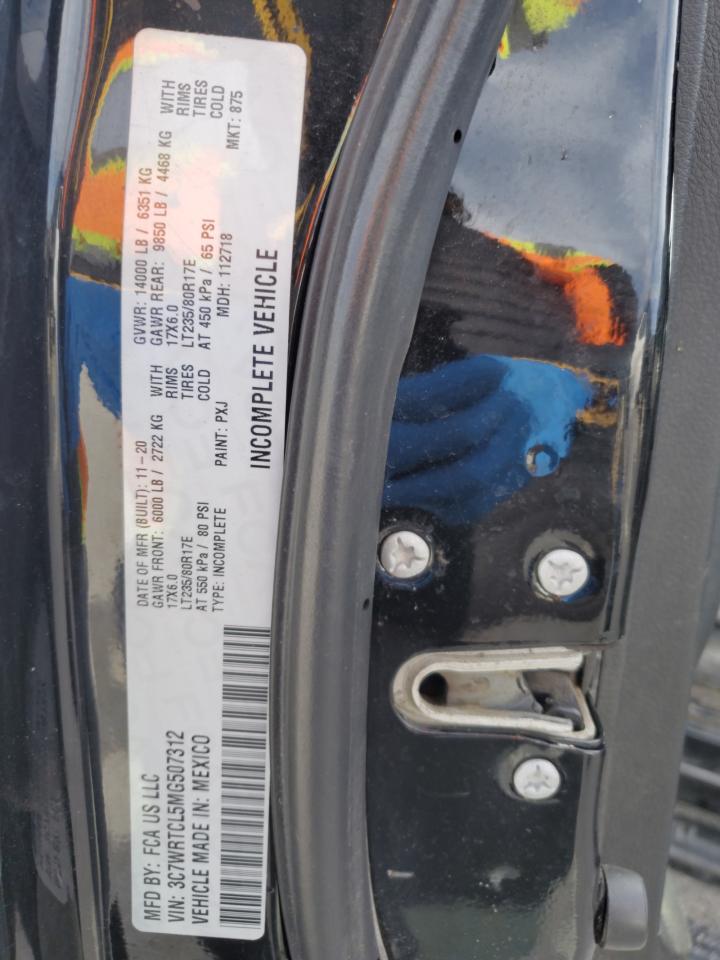 MFD BY: FCA US LLC
DATE OF MFR (BUILT): 11-20 GVWR: 14000 LB / 6351 KG
GAWR FRONT: 6000 LB / 2722 KG WITH GAWR REAR: 9850 LB / 4468 KG WITH
17X6.0 RIMS 17X6.0 RIMS
LT235/80R17E TIRES LT235/80R17E TIRES
AT 550 kPa / 80 PSI COLD AT 450 kPa / 65 PSI COLD
VIN: 3C7WRTCL5MG507312 TYPE: INCOMPLETE
PAINT: PXJ MDH: 112718 MKT: 875
VEHICLE MADE IN: MEXICO
INCOMPLETE VEHICLE